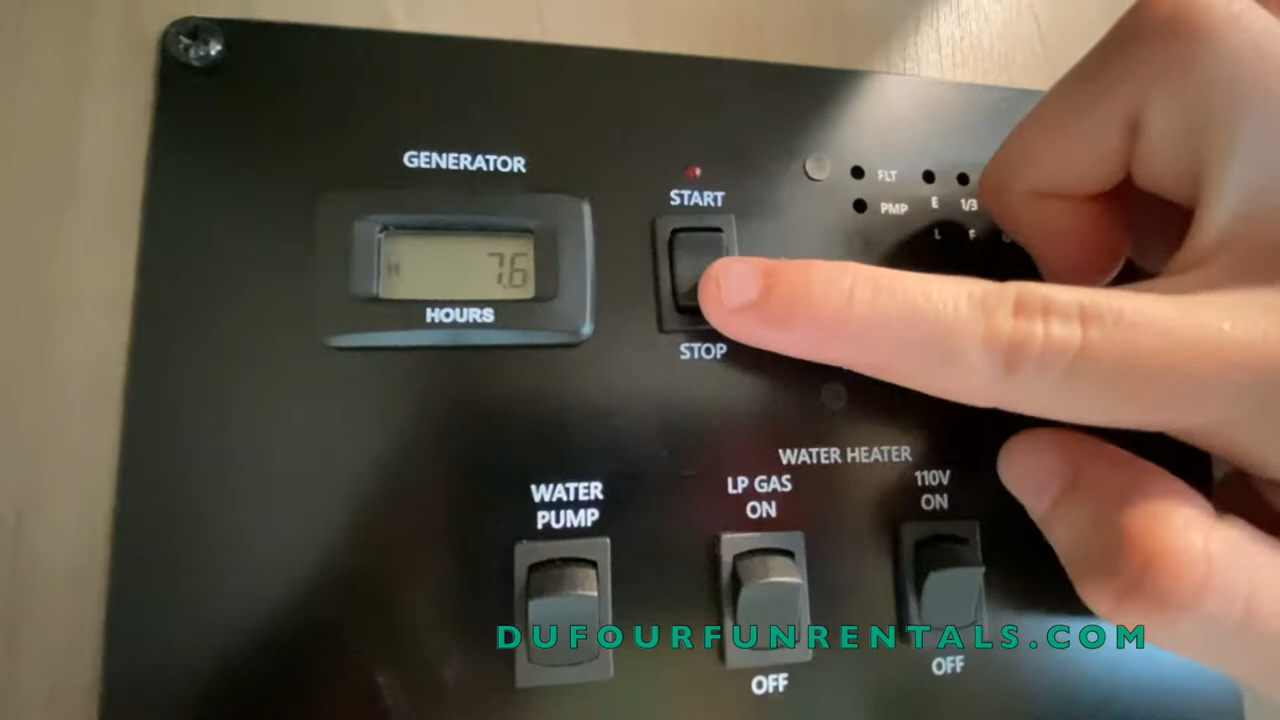 GENERATOR
7.6
HOURS
START
STOP
FLT
PMP
E 1/3
L F
WATER HEATER
WATER
PUMP
LP GAS
ON
OFF
110V
ON
OFF
DUFOURFUNRENTALS.COM